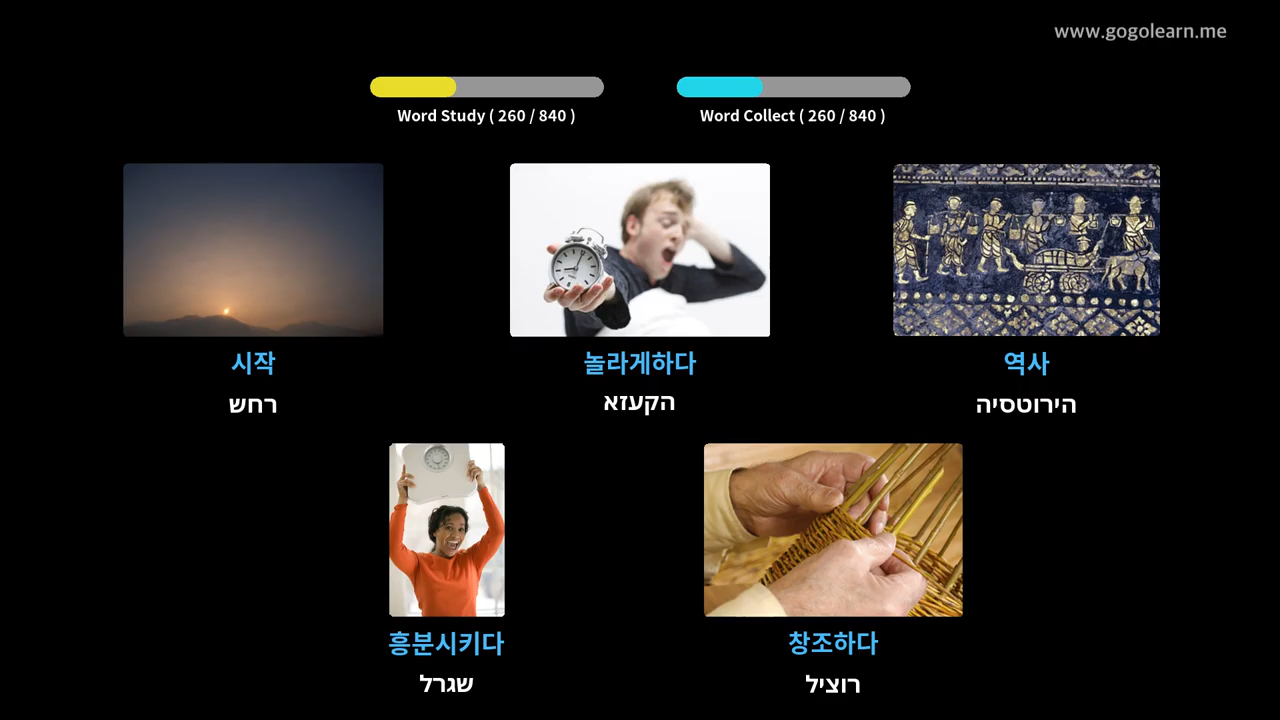 www.gogolearn.me
Word Study ( 260 / 840 )
Word Collect ( 260 / 840 )
시작
רחש
놀라게하다
הקעזא
역사
הירוטסיה
흥분시키다
שגרל
창조하다
רוציל